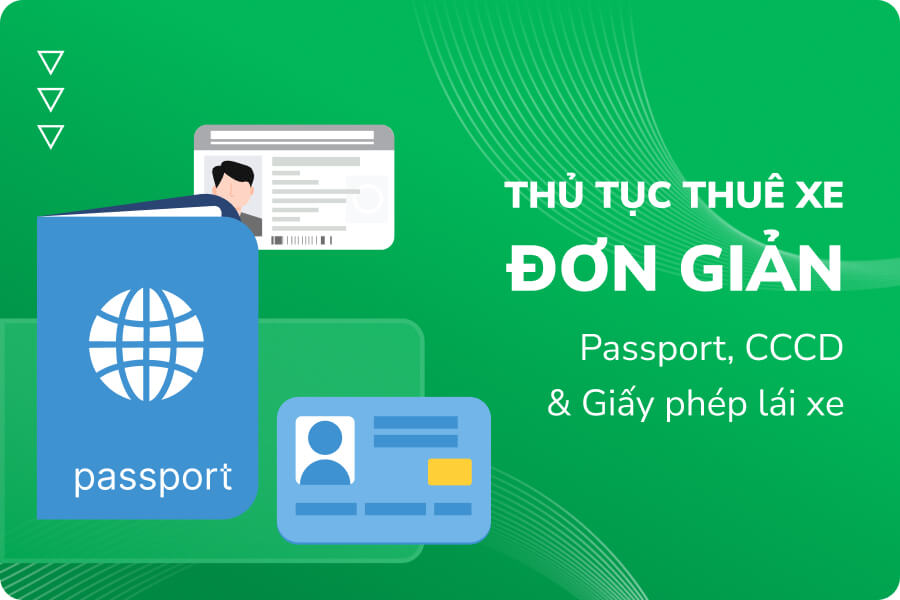 THỦ TỤC THUÊ XE
ĐƠN GIẢN
Passport, CCCD
& Giấy phép lái xe
passport